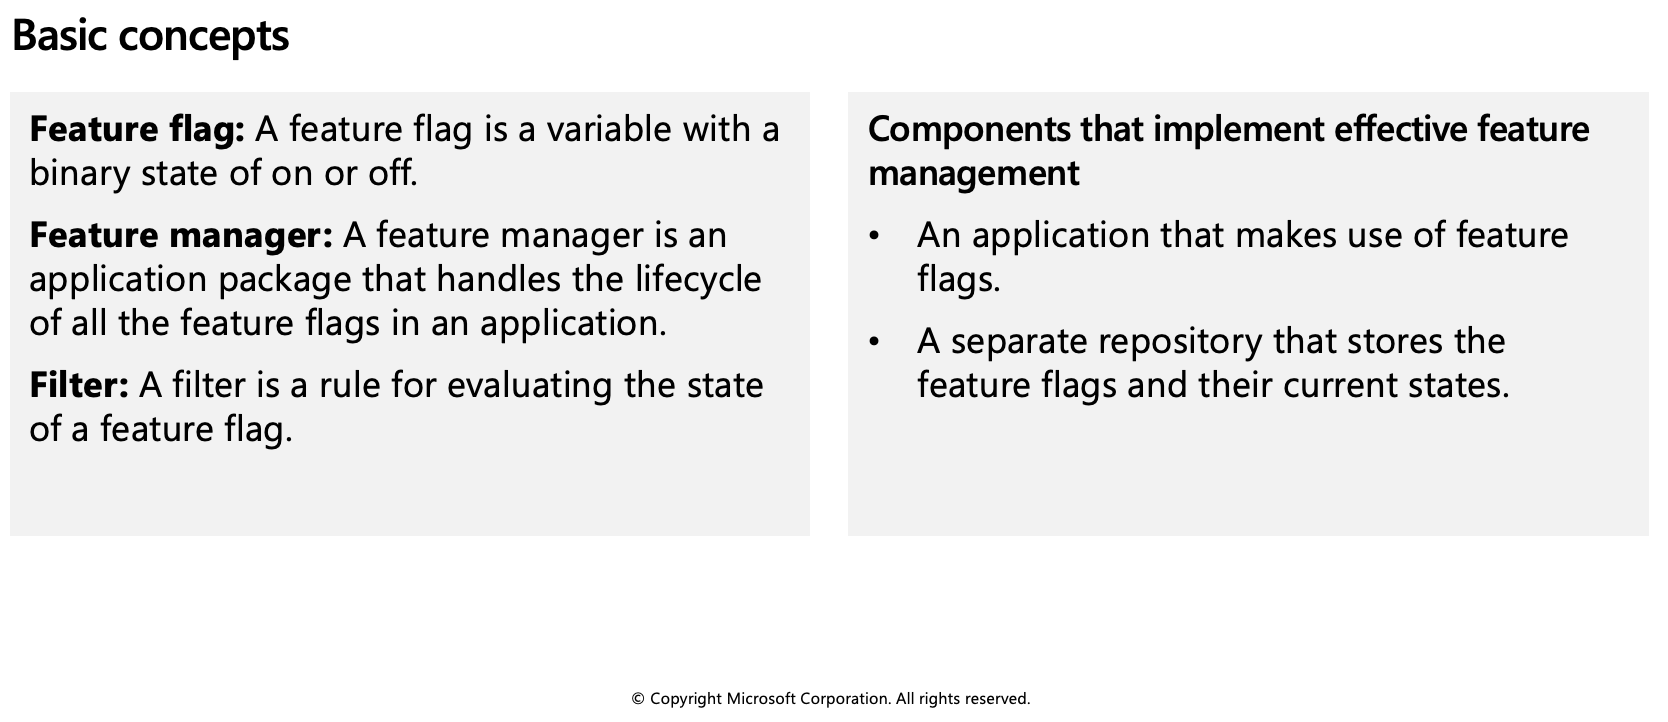 Basic concepts
Feature flag: A feature flag is a variable with a
binary state of on or off.
Feature manager: A feature manager is an
application package that handles the lifecycle
of all the feature flags in an application.
Filter: A filter is a rule for evaluating the state
of a feature flag.
Components that implement effective feature
management
• An application that makes use of feature
flags.
• A separate repository that stores the
feature flags and their current states.
© Copyright Microsoft Corporation. All rights reserved.